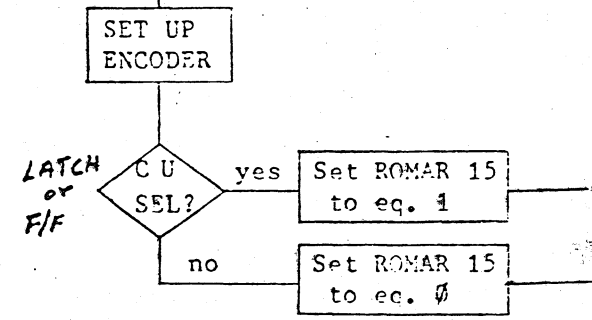 SET UP
ENCODER
LATCH
or
F/F
C U
SEL?
yes
Set ROMAR 15
to eq. 1
no
Set ROMAR 15
to eq. Ø